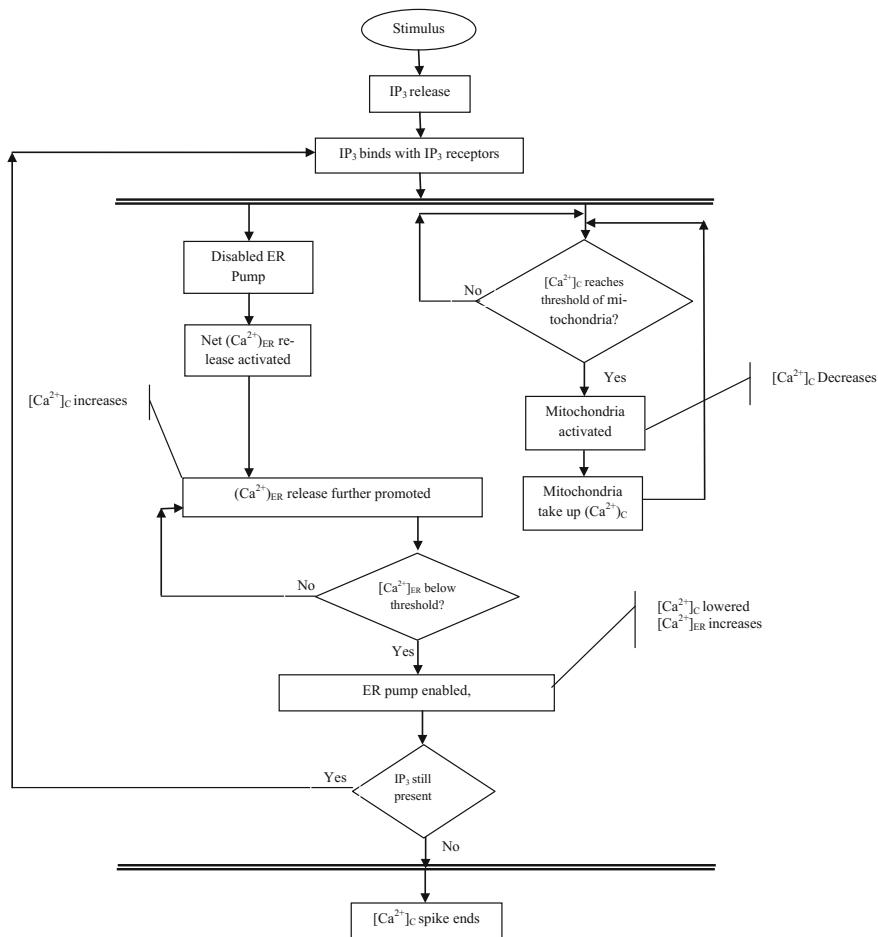 Stimulus
IP₃ release
IP₃ binds with IP₃ receptors
Disabled ER
Pump
Net (Ca²⁺)ER re-
lease activated
[Ca²⁺]C increases
(Ca²⁺)ER release further promoted
No
[Ca²⁺]ER below
threshold?
Yes
ER pump enabled,
[Ca²⁺]C lowered
[Ca²⁺]ER increases
Yes
IP₃ still
present
No
[Ca²⁺]C spike ends
No
[Ca²⁺]C reaches
threshold of mi-
tochondria?
Yes
Mitochondria
activated
[Ca²⁺]C Decreases
Mitochondria
take up (Ca²⁺)C